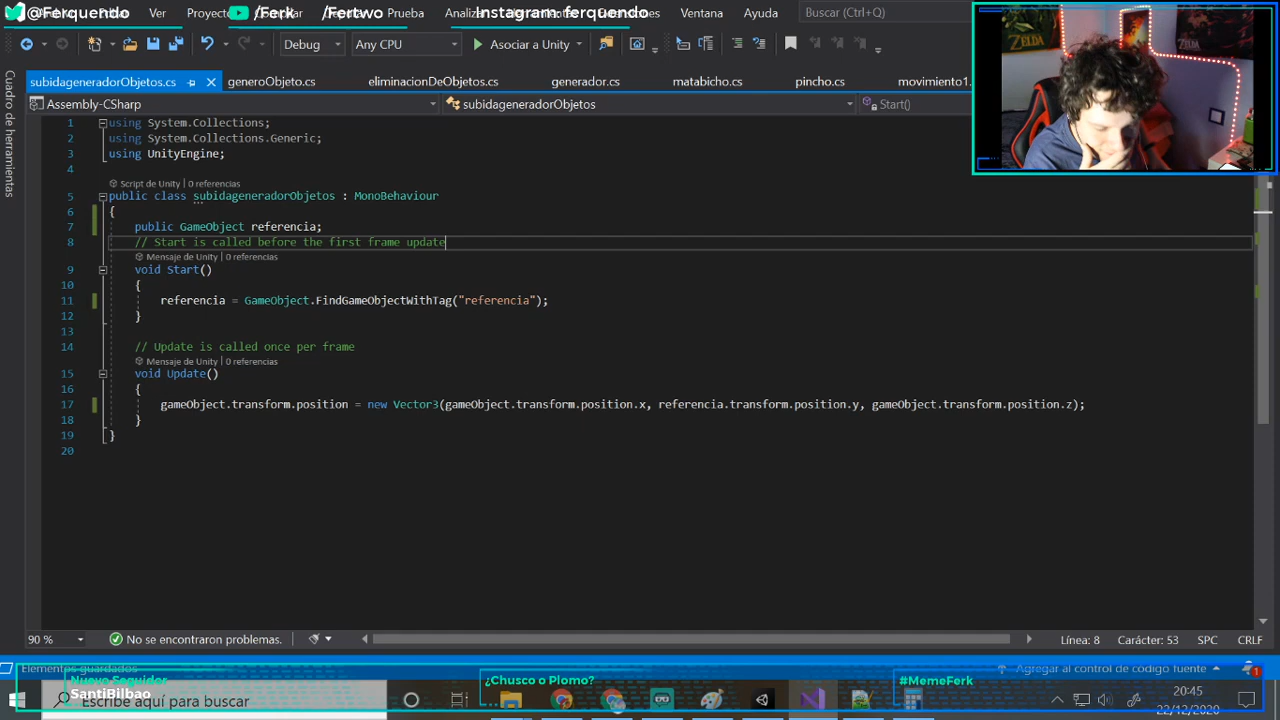 @Ferquendo /Ferk /Fertwo Instagram ferquendo
Ver Proyecto Prueba Analizar Ventana Ayuda Buscar (Ctrl+Q)
Debug Any CPU Asociar a Unity
subidageneradorObjetos.cs generoObjeto.cs eliminacionDeObjetos.cs generador.cs matabicho.cs pincho.cs movimiento1.
Cuadro de herramientas
Assembly-CSharp subidageneradorObjetos Start()
1 using System.Collections;
2 using System.Collections.Generic;
3 using UnityEngine;
4
Script de Unity | 0 referencias
5 public class subidageneradorObjetos : MonoBehaviour
6 {
7 public GameObject referencia;
8 // Start is called before the first frame update
Mensaje de Unity | 0 referencias
9 void Start()
10 {
11 referencia = GameObject.FindGameObjectWithTag("referencia");
12 }
13
14 // Update is called once per frame
Mensaje de Unity | 0 referencias
15 void Update()
16 {
17 gameObject.transform.position = new Vector3(gameObject.transform.position.x, referencia.transform.position.y, gameObject.transform.position.z);
18 }
19 }
20
ZELDA
ZELDA
90 % No se encontraron problemas. Línea: 8 Carácter: 53 SPC CRLF
Elementos guardados Agregar al control de código fuente 1
Nuevo Seguidor ¿Chusco o Plomo? #MemeFerk
SantiBilbao
Escribe aquí para buscar
20:45
22/12/2020